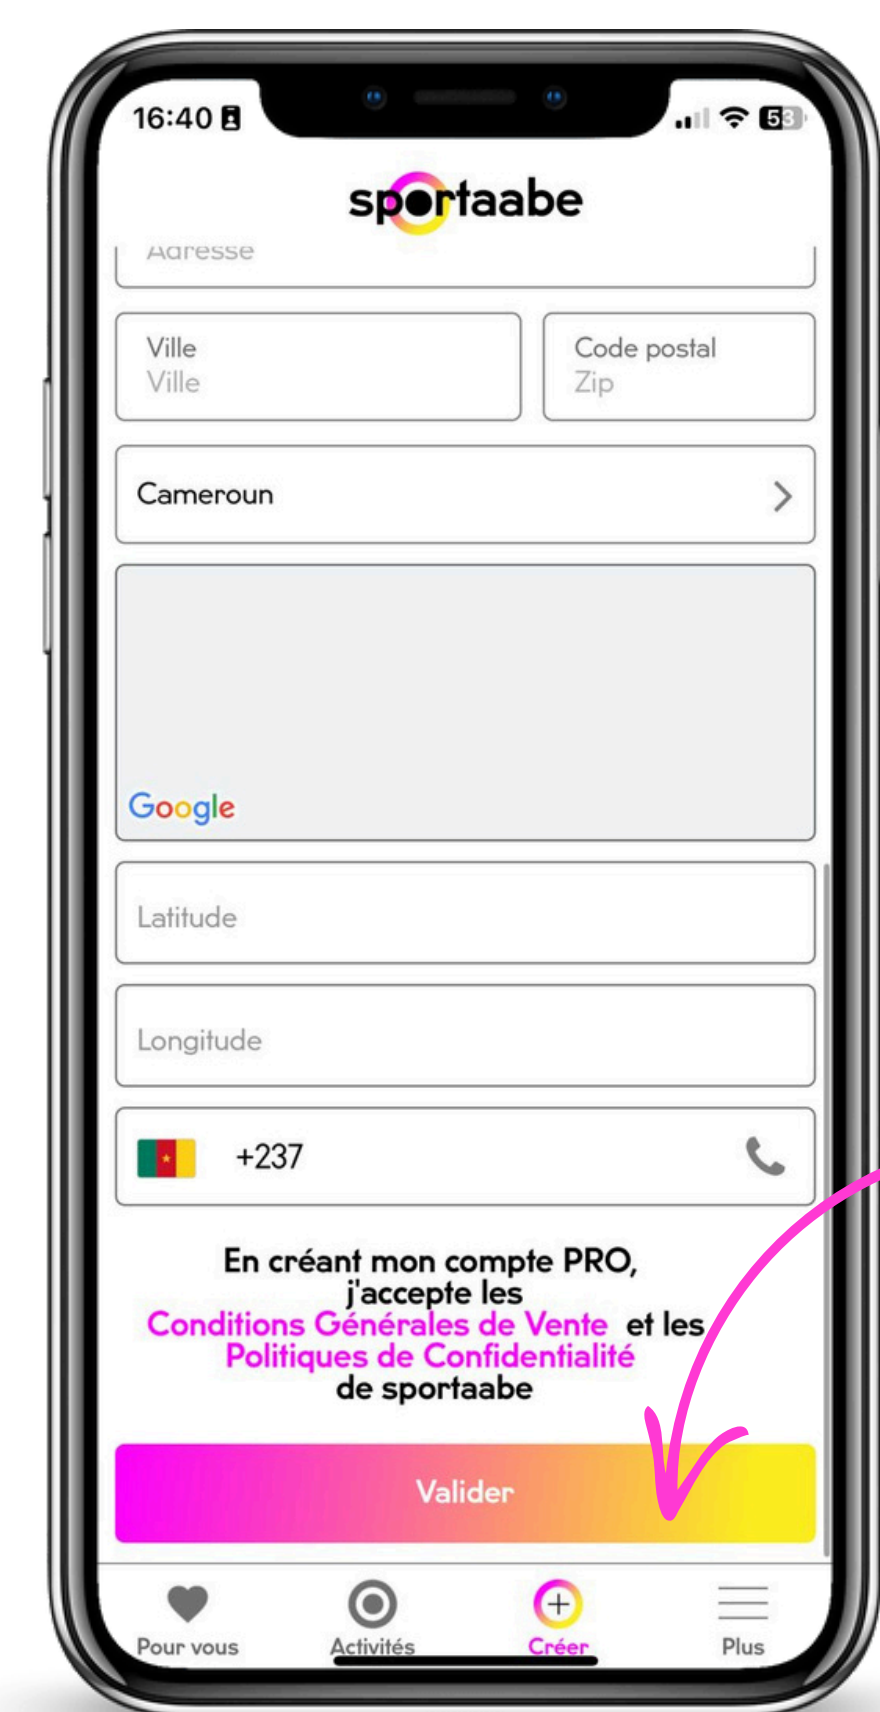 16:40
53
sportaabe
Adresse
Ville
Code postal
Ville
Zip
Cameroun
Google
Latitude
Longitude
+237
En créant mon compte PRO,
j'accepte les
Conditions Générales de Vente et les
Politiques de Confidentialité
de sportaabe
Valider
Pour vous
Activités
Créer
Plus